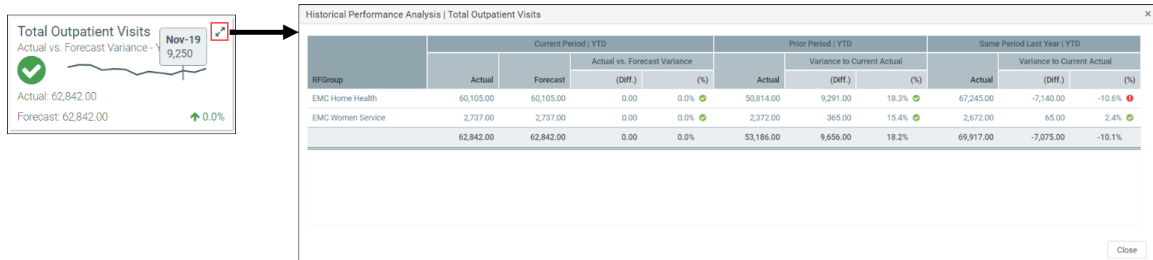 Total Outpatient Visits
Actual vs. Forecast Variance - Y
Nov-19
9,250
Actual: 62,842.00
Forecast: 62,842.00 0.0%
Historical Performance Analysis | Total Outpatient Visits ×
Current Period | YTD Prior Period | YTD Same Period Last Year | YTD
Actual vs. Forecast Variance Variance to Current Actual Variance to Current Actual
RFGroup Actual Forecast (Diff.) (%) Actual (Diff.) (%) Actual (Diff.) (%)
EMC Home Health 60,105.00 60,105.00 0.00 0.0% 50,814.00 9,291.00 18.3% 67,245.00 -7,140.00 -10.6%
EMC Women Service 2,737.00 2,737.00 0.00 0.0% 2,372.00 365.00 15.4% 2,672.00 65.00 2.4%
62,842.00 62,842.00 0.00 0.0% 53,186.00 9,656.00 18.2% 69,917.00 -7,075.00 -10.1%
Close